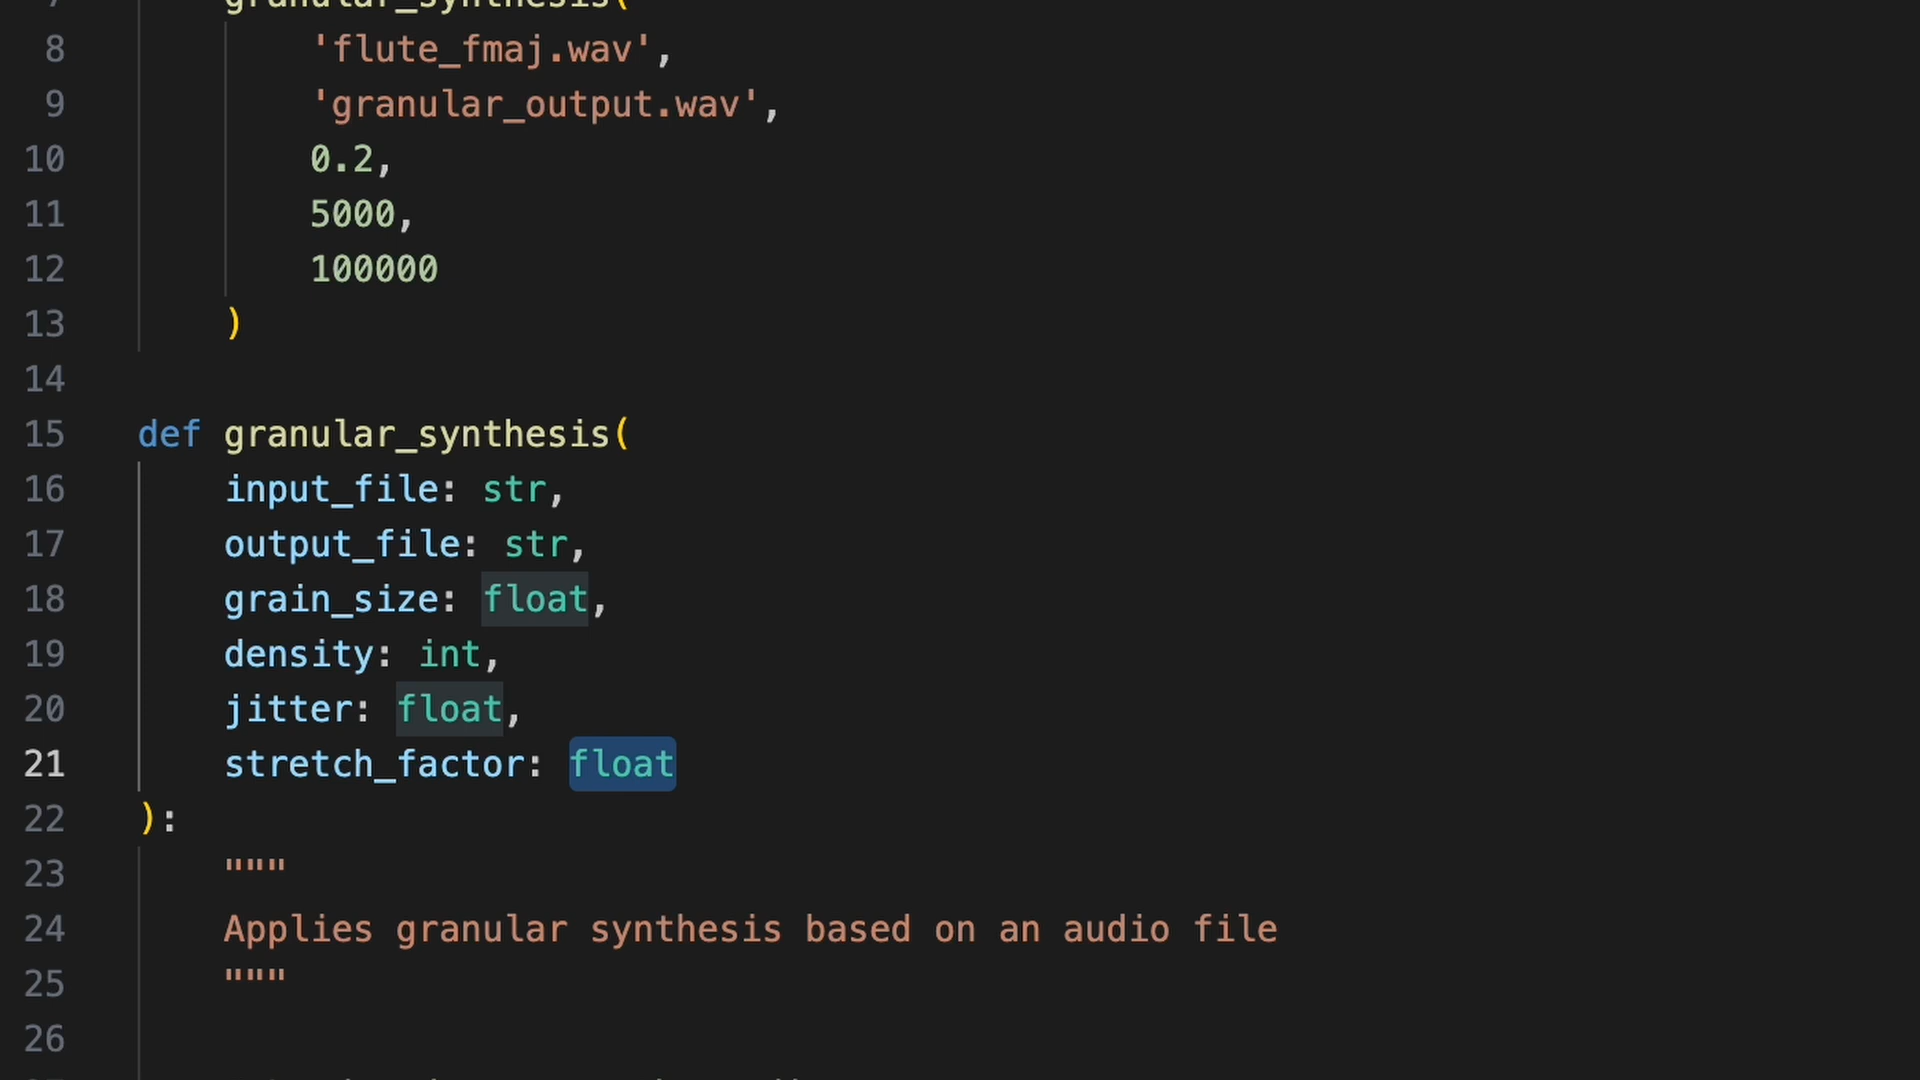 7 granular_synthesis(
8 'flute_fmaj.wav',
9 'granular_output.wav',
10 0.2,
11 5000,
12 100000
13 )
14
15 def granular_synthesis(
16 input_file: str,
17 output_file: str,
18 grain_size: float,
19 density: int,
20 jitter: float,
21 stretch_factor: float
22 ):
23 """
24 Applies granular synthesis based on an audio file
25 """
26